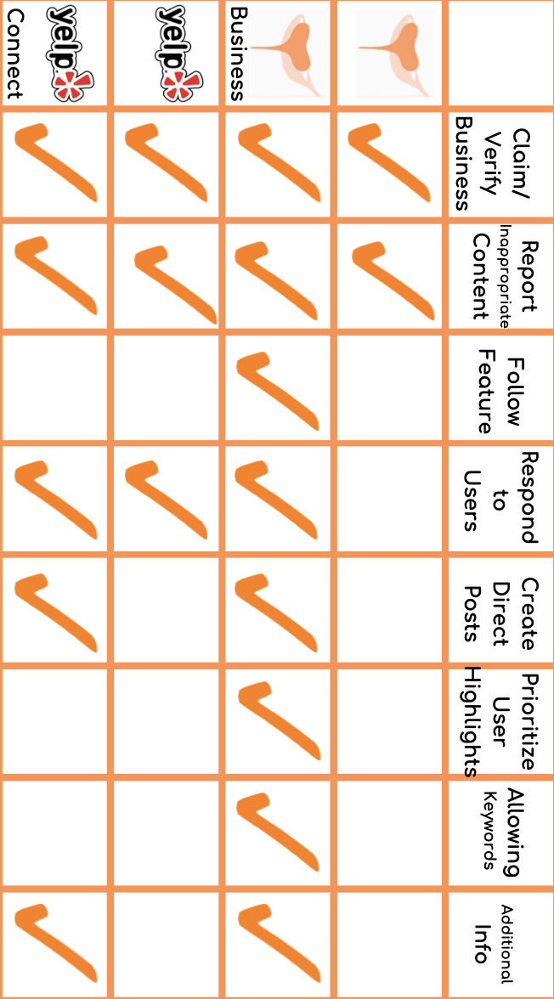 Claim/
Verify
Business
Report
Inappropriate
Content
Follow
Feature
Respond
to
Users
Create
Direct
Posts
Prioritize
User
Highlights
Allowing
Keywords
Additional
Info
Business
yelp
yelp
Connect